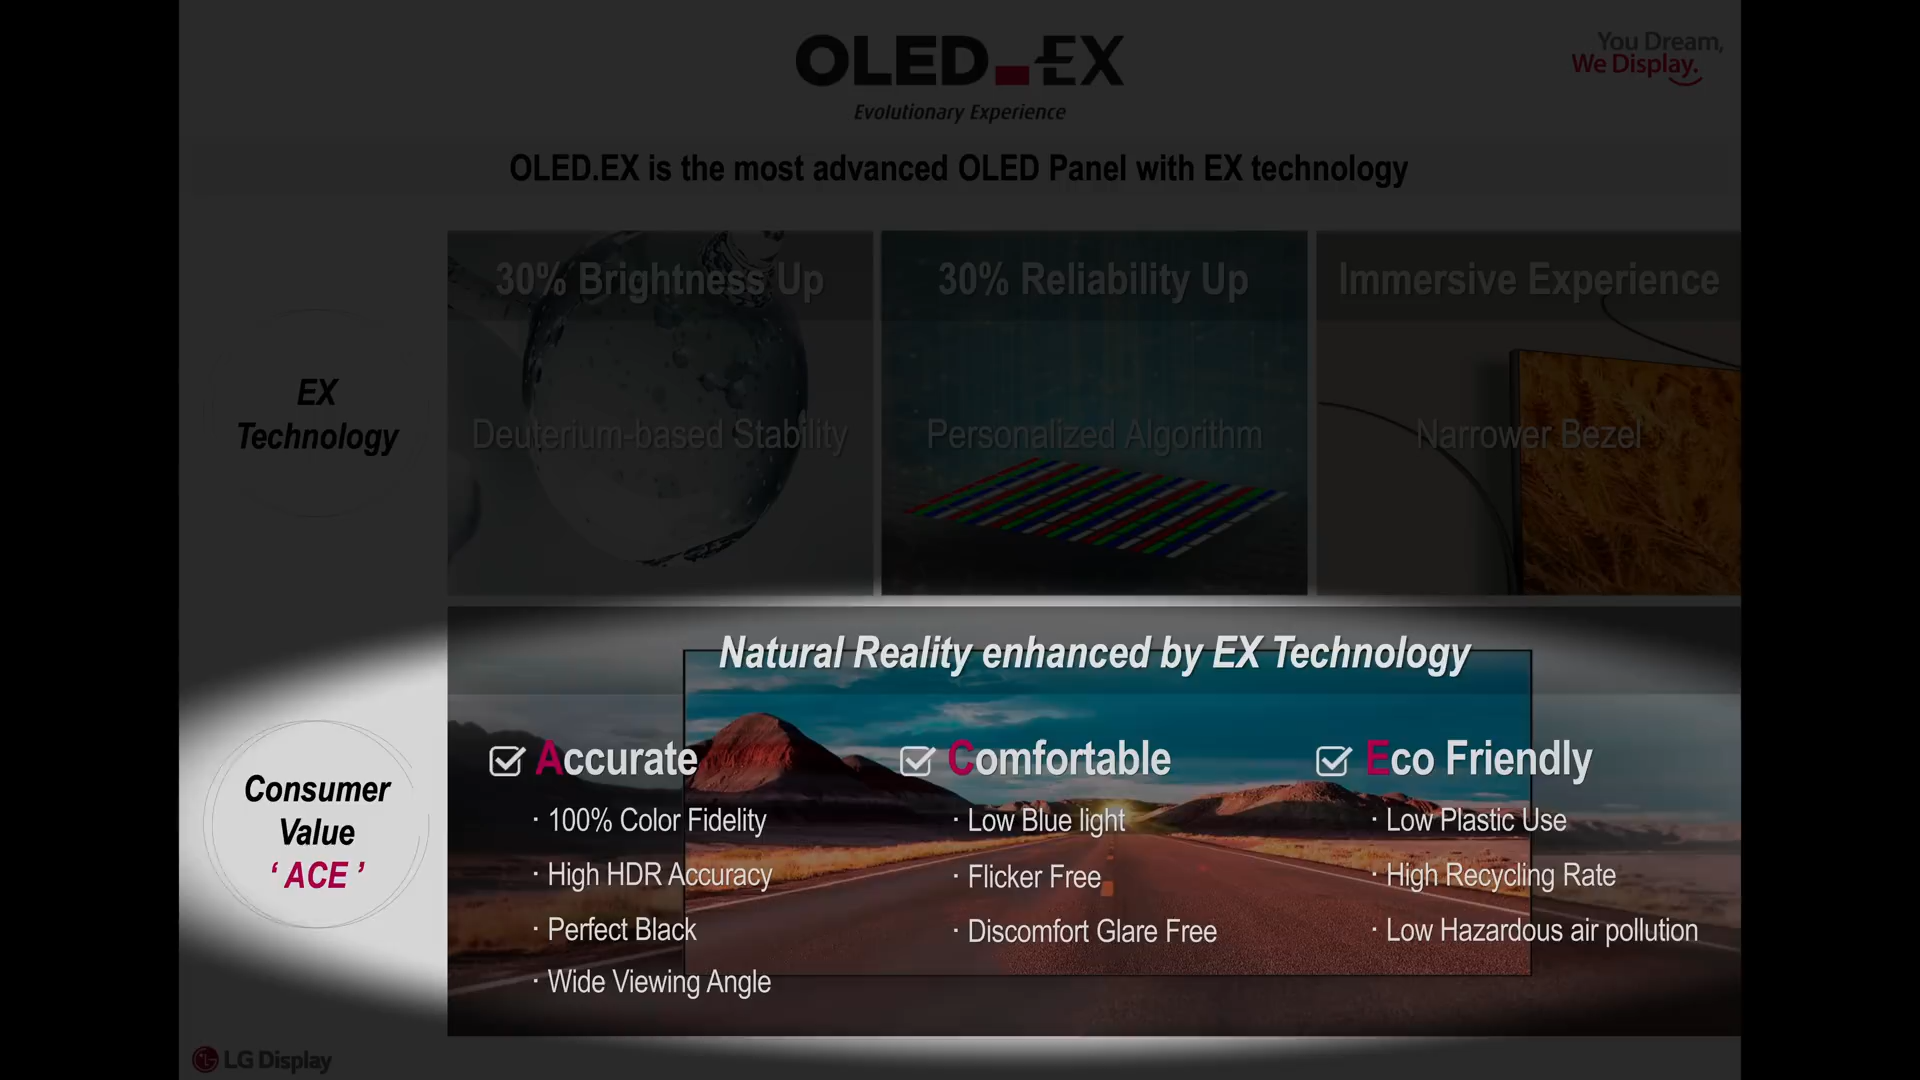 OLED.EX
Evolutionary Experience
You Dream,
We Display.
OLED.EX is the most advanced OLED Panel with EX technology
EX
Technology
30% Brightness Up
Deuterium-based Stability
30% Reliability Up
Personalized Algorithm
Immersive Experience
Narrower Bezel
Consumer
Value
‘ ACE ’
Natural Reality enhanced by EX Technology
Accurate
· 100% Color Fidelity
· High HDR Accuracy
· Perfect Black
· Wide Viewing Angle
Comfortable
· Low Blue light
· Flicker Free
· Discomfort Glare Free
Eco Friendly
· Low Plastic Use
· High Recycling Rate
· Low Hazardous air pollution
LG Display